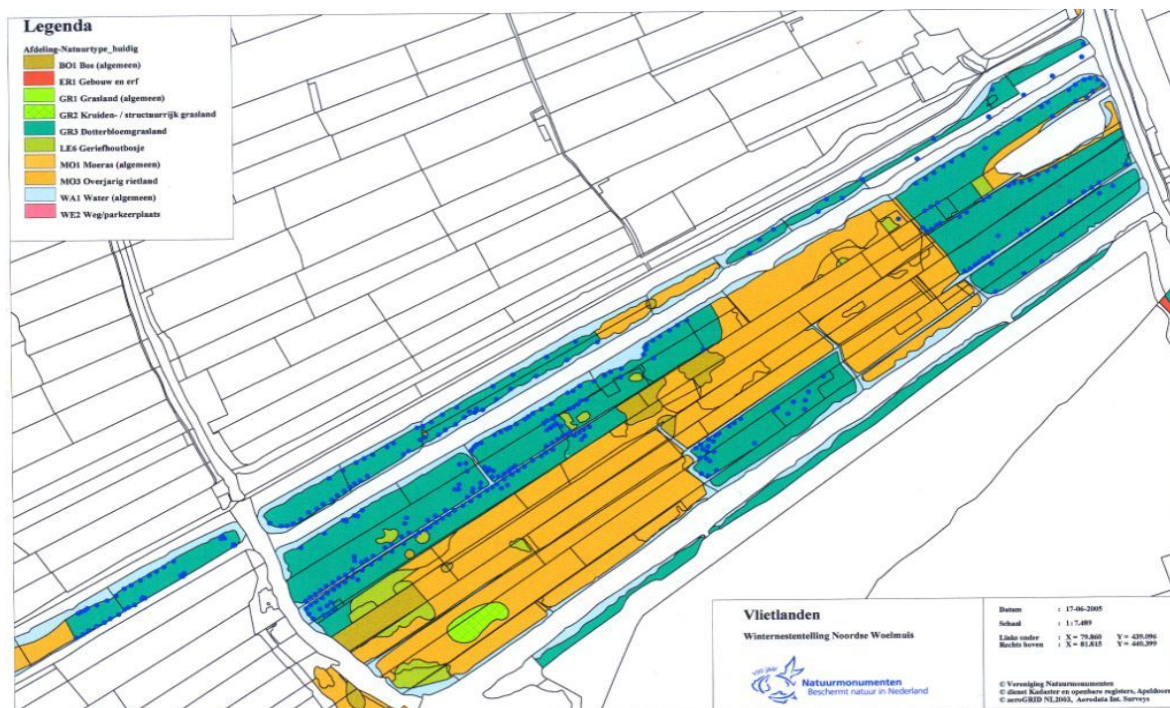 Legenda
Afdeling-Natuurtype_huidig
BO1 Bos (algemeen)
ER1 Gebouw en erf
GR1 Grasland (algemeen)
GR2 Kruiden- / structuurrijk grasland
GR3 Dotterbloemgrasland
LE6 Geriefhoutbosje
MO1 Moeras (algemeen)
MO3 Overjarig rietland
WA1 Water (algemeen)
WE2 Weg/parkeerplaats
Vlietlanden
Winternestentelling Noordse Woelmuis
Natuurmonumenten
Beschermt natuur in Nederland
Datum : 17-06-2005
Schaal : 1:7.489
Links onder : X = 79.860 Y = 439.096
Rechts boven : X = 81.815 Y = 440.399
© Vereniging Natuurmonumenten
© dienst Kadaster en openbare registers, Apeldoorn
© aeroGRID NL2003, Aerodata Int. Surveys